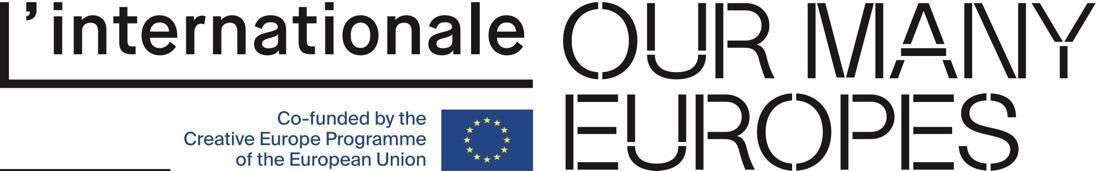 l'internationale
Co-funded by the
Creative Europe Programme
of the European Union
OUR MANY
EUROPES